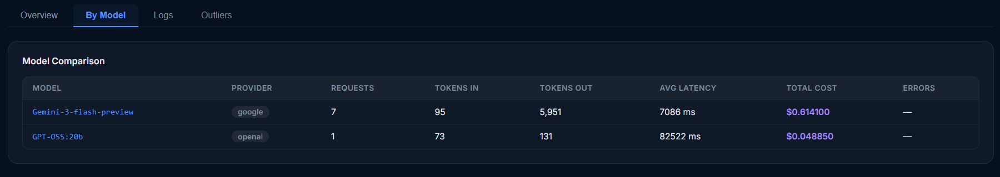 Overview By Model Logs Outliers
Model Comparison
MODEL PROVIDER REQUESTS TOKENS IN TOKENS OUT AVG LATENCY TOTAL COST ERRORS
Gemini-3-flash-preview google 7 95 5,951 7086 ms $0.614100 —
GPT-OSS:20b openai 1 73 131 82522 ms $0.048850 —